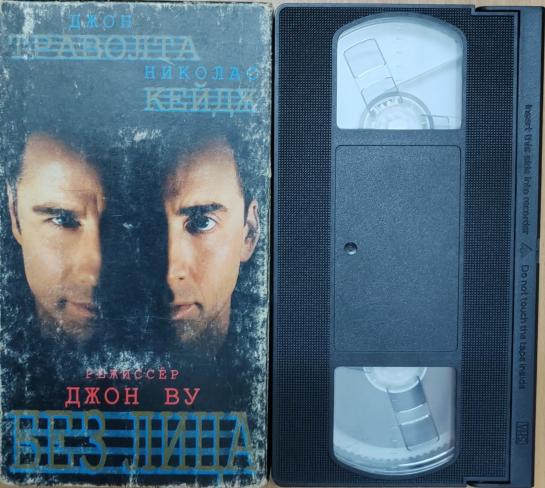 ДЖОН
ТРАВОЛТА
НИКОЛАС
КЕЙДЖ
РЕЖИССЁР
ДЖОН ВУ
БЕЗ ЛИЦА
Insert this side into recorder
Do not touch the tape inside
VHS